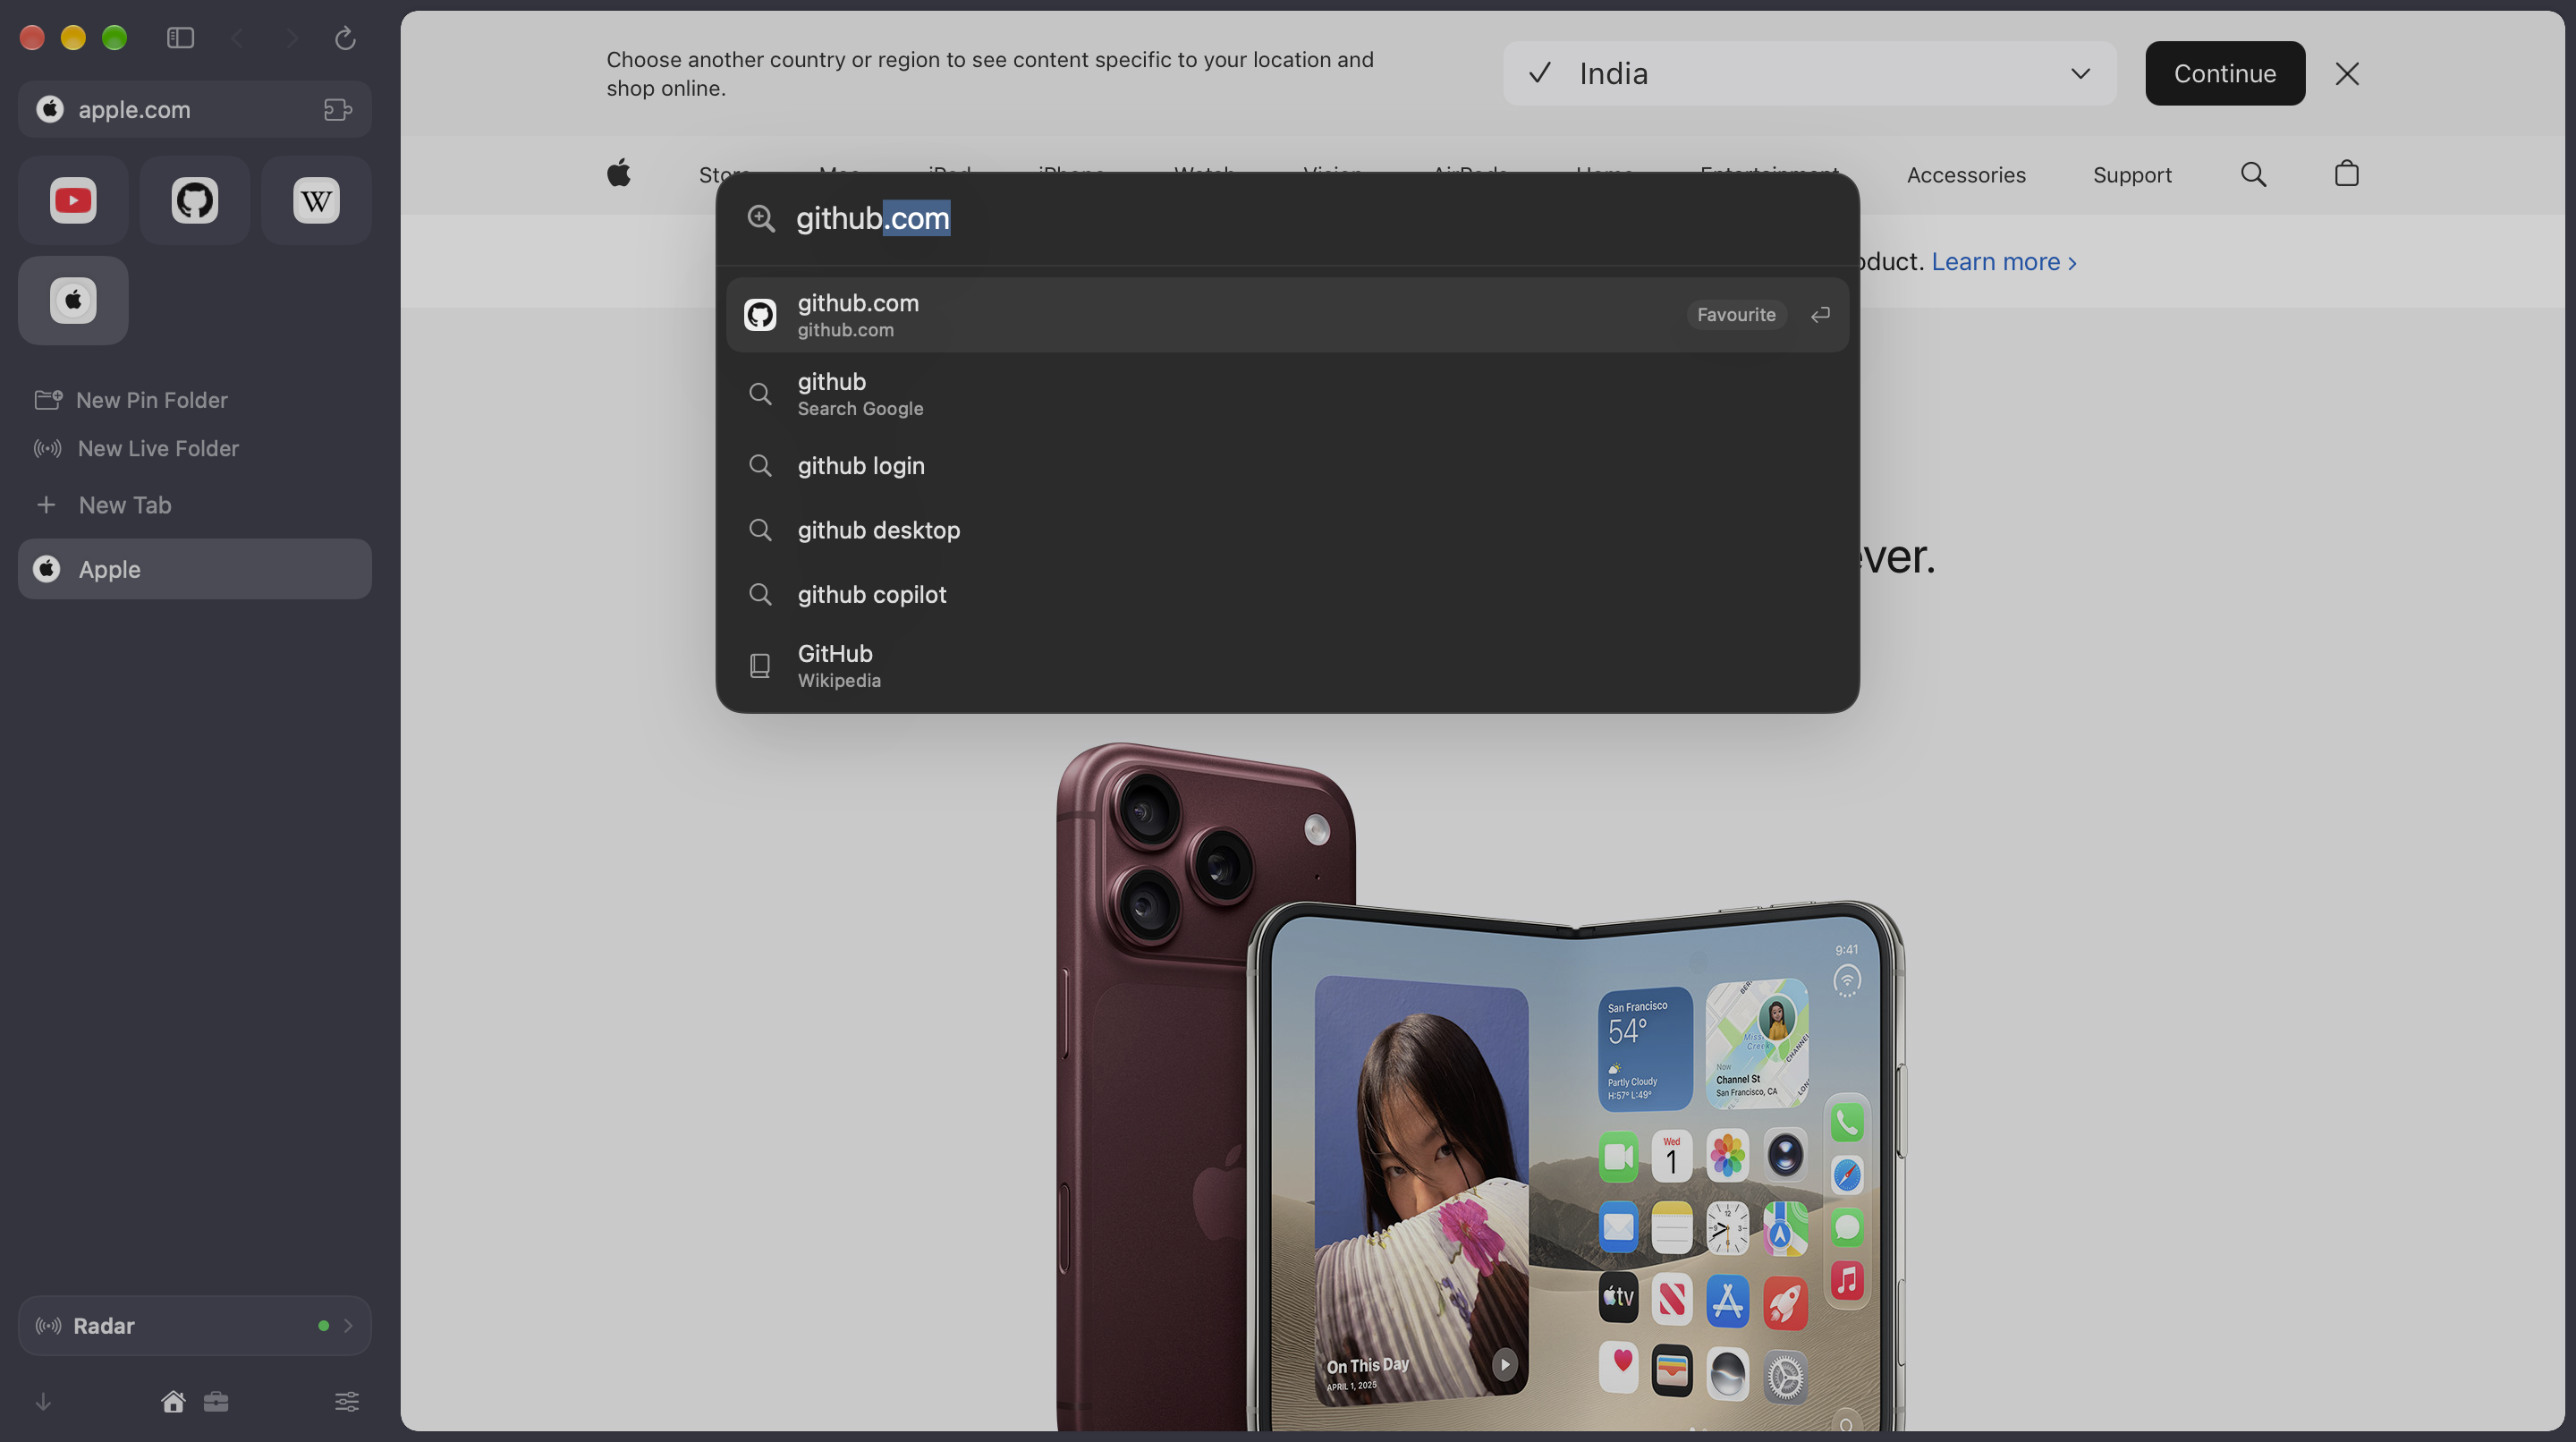 apple.com
New Pin Folder
New Live Folder
New Tab
Apple
Radar
Choose another country or region to see content specific to your location and
shop online.
India
Continue
Store
Accessories
Support
github.com
github.com
github.com
Favourite
github
Search Google
github login
github desktop
github copilot
GitHub
Wikipedia
oduct. Learn more >
ever.
W
9:41
San Francisco
54°
Partly Cloudy
H:57° L:49°
Now
Channel St
San Francisco, CA
Wed
1
tv
On This Day
APRIL 1, 2025